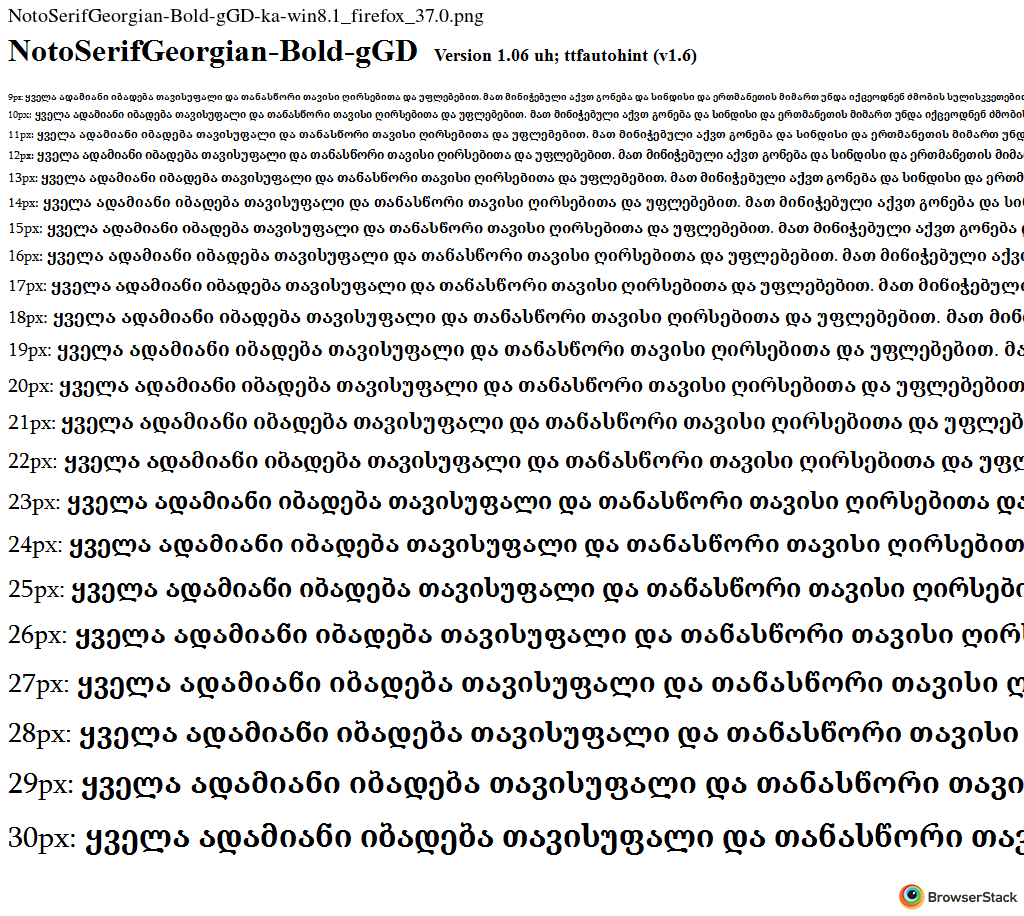 NotoSerifGeorgian-Bold-gGD-ka-win8.1_firefox_37.0.png
NotoSerifGeorgian-Bold-gGD Version 1.06 uh; ttfautohint (v1.6)
9px: ყველა ადამიანი იბადება თავისუფალი და თანასწორი თავისი ღირსებითა და უფლებებით. მათ მინიჭებული აქვთ გონება და სინდისი და ერთმანეთის მიმართ უნდა იქცეოდნენ ძმობის სულისკვეთებით
10px: ყველა ადამიანი იბადება თავისუფალი და თანასწორი თავისი ღირსებითა და უფლებებით. მათ მინიჭებული აქვთ გონება და სინდისი და ერთმანეთის მიმართ უნდა იქცეოდნენ ძმობი
11px: ყველა ადამიანი იბადება თავისუფალი და თანასწორი თავისი ღირსებითა და უფლებებით. მათ მინიჭებული აქვთ გონება და სინდისი და ერთმანეთის მიმართ უნდ
12px: ყველა ადამიანი იბადება თავისუფალი და თანასწორი თავისი ღირსებითა და უფლებებით. მათ მინიჭებული აქვთ გონება და სინდისი და ერთმანეთის მიმა
13px: ყველა ადამიანი იბადება თავისუფალი და თანასწორი თავისი ღირსებითა და უფლებებით. მათ მინიჭებული აქვთ გონება და სინდისი და ერთმ
14px: ყველა ადამიანი იბადება თავისუფალი და თანასწორი თავისი ღირსებითა და უფლებებით. მათ მინიჭებული აქვთ გონება და სინ
15px: ყველა ადამიანი იბადება თავისუფალი და თანასწორი თავისი ღირსებითა და უფლებებით. მათ მინიჭებული აქვთ გონება
16px: ყველა ადამიანი იბადება თავისუფალი და თანასწორი თავისი ღირსებითა და უფლებებით. მათ მინიჭებული აქვ
17px: ყველა ადამიანი იბადება თავისუფალი და თანასწორი თავისი ღირსებითა და უფლებებით. მათ მინიჭებული
18px: ყველა ადამიანი იბადება თავისუფალი და თანასწორი თავისი ღირსებითა და უფლებებით. მათ მინ
19px: ყველა ადამიანი იბადება თავისუფალი და თანასწორი თავისი ღირსებითა და უფლებებით. მა
20px: ყველა ადამიანი იბადება თავისუფალი და თანასწორი თავისი ღირსებითა და უფლებებით
21px: ყველა ადამიანი იბადება თავისუფალი და თანასწორი თავისი ღირსებითა და უფლებ
22px: ყველა ადამიანი იბადება თავისუფალი და თანასწორი თავისი ღირსებითა და უფლ
23px: ყველა ადამიანი იბადება თავისუფალი და თანასწორი თავისი ღირსებითა და
24px: ყველა ადამიანი იბადება თავისუფალი და თანასწორი თავისი ღირსებით
25px: ყველა ადამიანი იბადება თავისუფალი და თანასწორი თავისი ღირსები
26px: ყველა ადამიანი იბადება თავისუფალი და თანასწორი თავისი ღირ
27px: ყველა ადამიანი იბადება თავისუფალი და თანასწორი თავისი ღ
28px: ყველა ადამიანი იბადება თავისუფალი და თანასწორი თავისი
29px: ყველა ადამიანი იბადება თავისუფალი და თანასწორი თავი
30px: ყველა ადამიანი იბადება თავისუფალი და თანასწორი თავ
BrowserStack